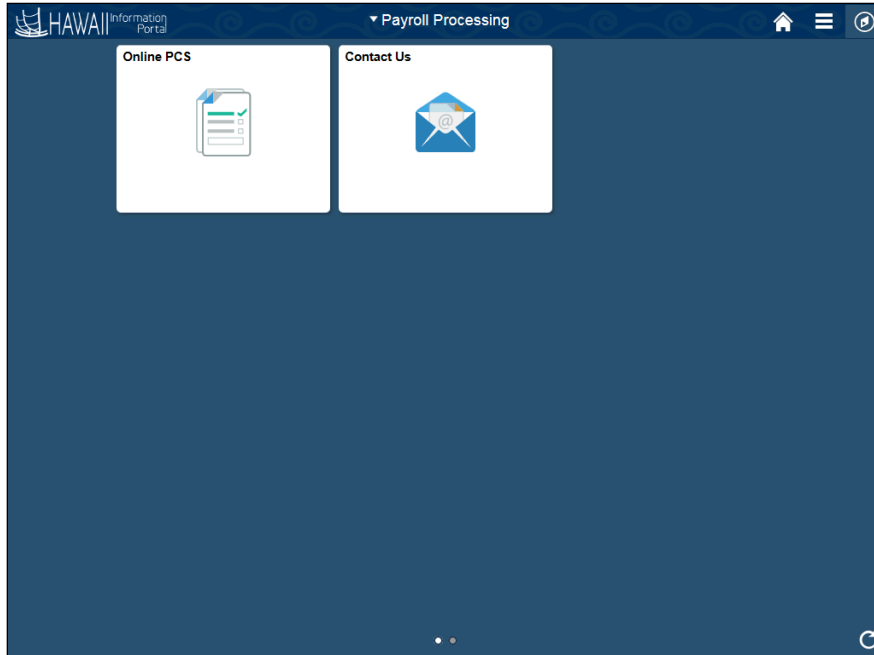 HAWAII Information
Portal
Payroll Processing
Online PCS
Contact Us
@